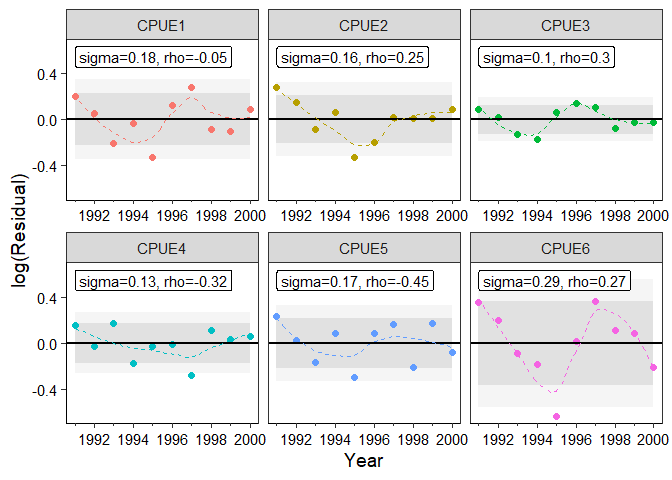 CPUE1 CPUE2 CPUE3
sigma=0.18, rho=-0.05 sigma=0.16, rho=0.25 sigma=0.1, rho=0.3
0.4
0.0
-0.4
1992 1994 1996 1998 2000 1992 1994 1996 1998 2000 1992 1994 1996 1998 2000
log(Residual)
CPUE4 CPUE5 CPUE6
sigma=0.13, rho=-0.32 sigma=0.17, rho=-0.45 sigma=0.29, rho=0.27
0.4
0.0
-0.4
1992 1994 1996 1998 2000 1992 1994 1996 1998 2000 1992 1994 1996 1998 2000
Year